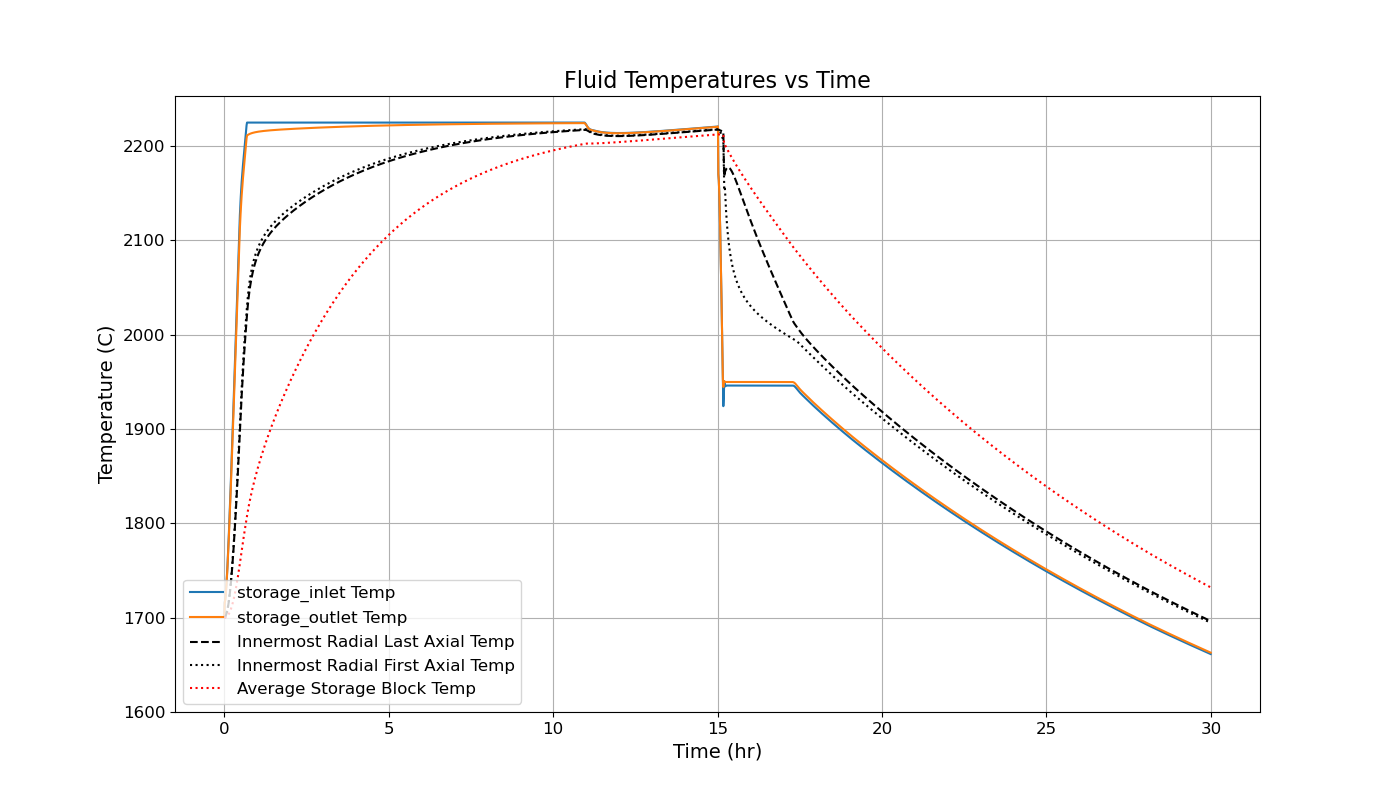 Fluid Temperatures vs Time
Temperature (C)
2200
2100
2000
1900
1800
1700
1600
storage_inlet Temp
storage_outlet Temp
Innermost Radial Last Axial Temp
Innermost Radial First Axial Temp
Average Storage Block Temp
0 5 10 15 20 25 30
Time (hr)